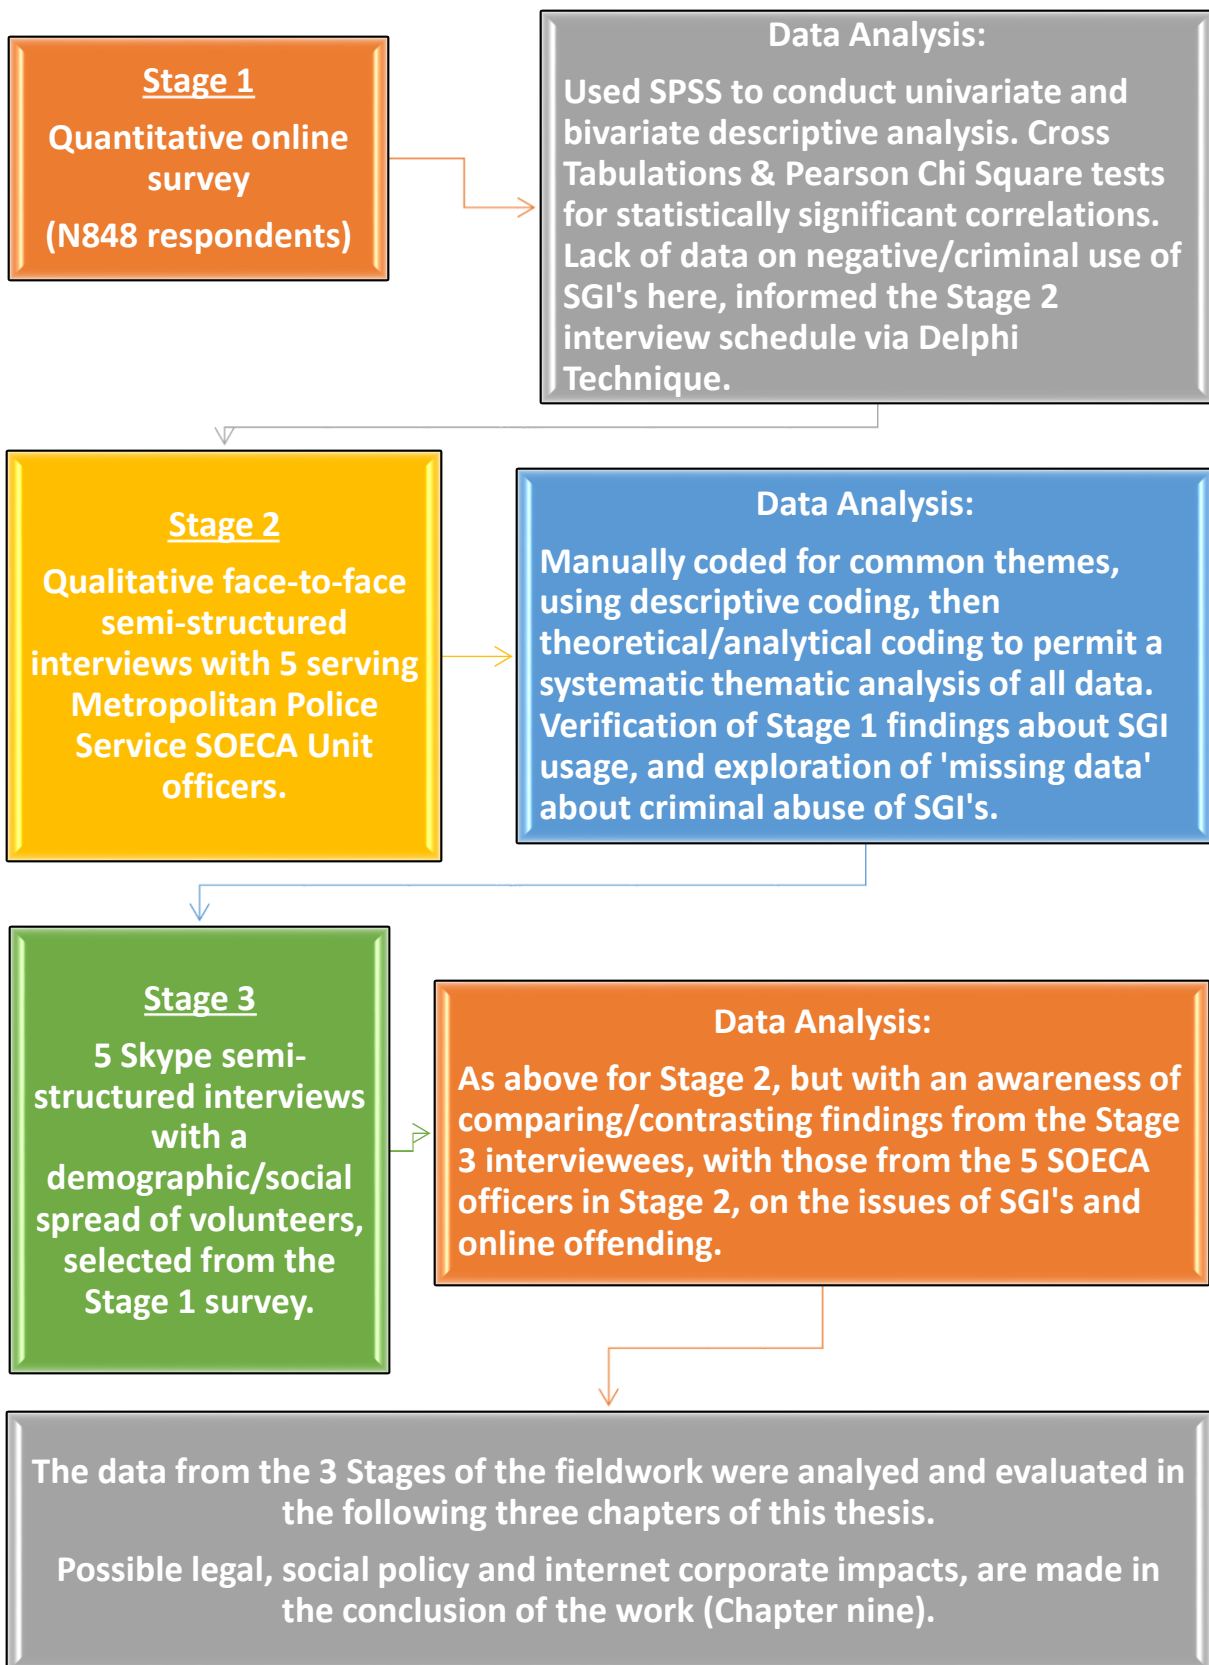 Stage 1
Quantitative online
survey
(N848 respondents)
Data Analysis:
Used SPSS to conduct univariate and
bivariate descriptive analysis. Cross
Tabulations & Pearson Chi Square tests
for statistically significant correlations.
Lack of data on negative/criminal use of
SGI's here, informed the Stage 2
interview schedule via Delphi
Technique.
Stage 2
Qualitative face-to-face
semi-structured
interviews with 5 serving
Metropolitan Police
Service SOECA Unit
officers.
Data Analysis:
Manually coded for common themes,
using descriptive coding, then
theoretical/analytical coding to permit a
systematic thematic analysis of all data.
Verification of Stage 1 findings about SGI
usage, and exploration of 'missing data'
about criminal abuse of SGI's.
Stage 3
5 Skype semi-
structured interviews
with a
demographic/social
spread of volunteers,
selected from the
Stage 1 survey.
Data Analysis:
As above for Stage 2, but with an awareness of
comparing/contrasting findings from the Stage
3 interviewees, with those from the 5 SOECA
officers in Stage 2, on the issues of SGI's and
online offending.
The data from the 3 Stages of the fieldwork were analyed and evaluated in
the following three chapters of this thesis.
Possible legal, social policy and internet corporate impacts, are made in
the conclusion of the work (Chapter nine).